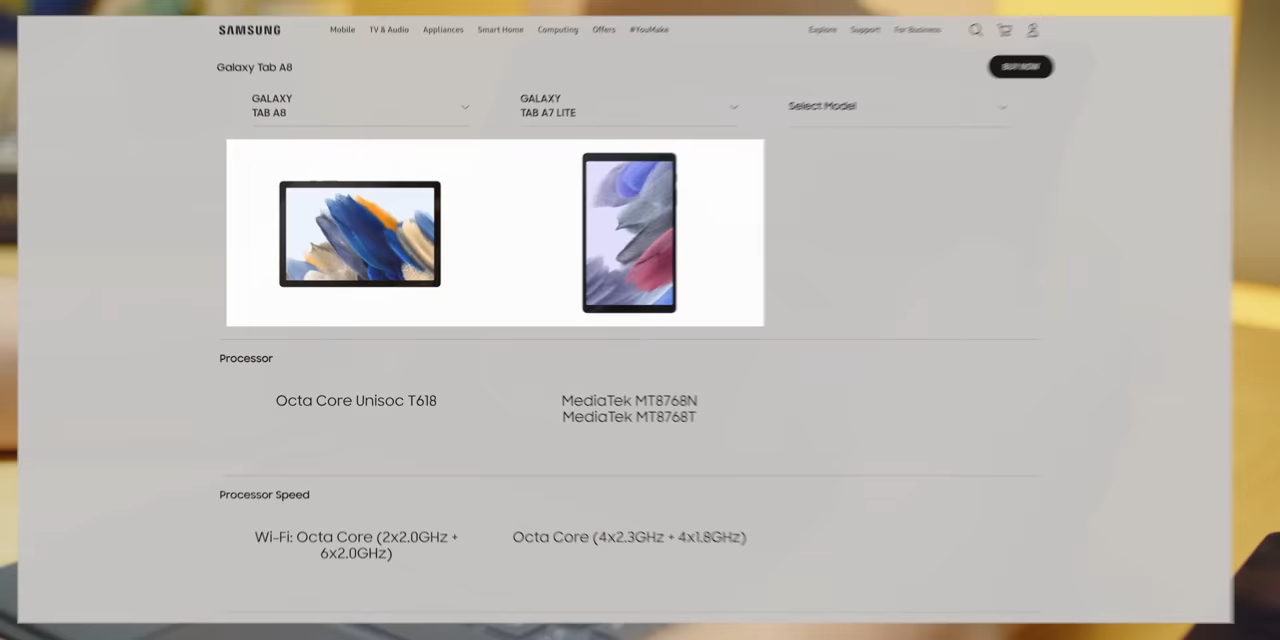 SAMSUNG Mobile TV & Audio Appliances Smart Home Computing Offers #YouMake Explore Support For Business
Galaxy Tab A8 BUY NOW
GALAXY
TAB A8
GALAXY
TAB A7 LITE
Select Model
Processor
Octa Core Unisoc T618
MediaTek MT8768N
MediaTek MT8768T
Processor Speed
Wi-Fi: Octa Core (2x2.0GHz +
6x2.0GHz)
Octa Core (4x2.3GHz + 4x1.8GHz)